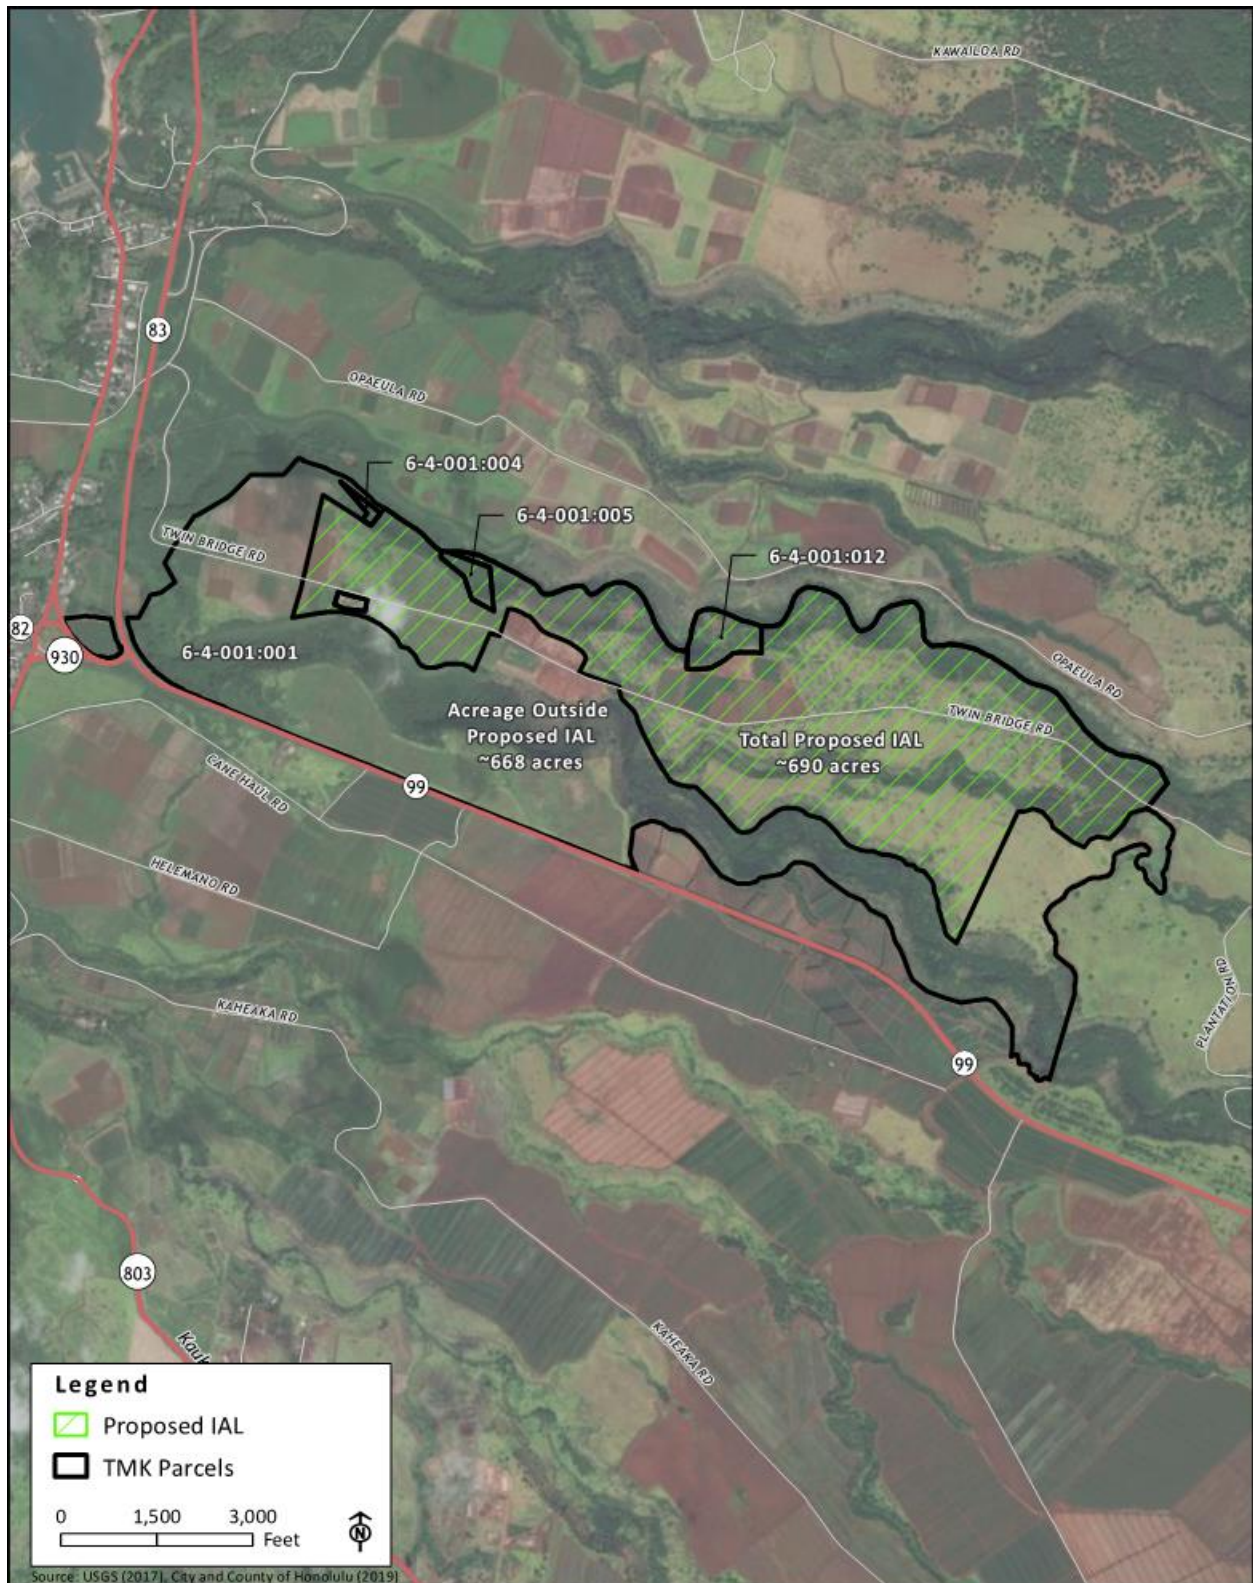 KAWAILOA RD
83
OPAEULA RD
6-4-001:004
6-4-001:005
TWIN BRIDGE RD
6-4-001:012
82
930
6-4-001:001
OPAEULA RD
Acreage Outside
Proposed IAL
~668 acres
TWIN BRIDGE RD
Total Proposed IAL
~690 acres
CANE HAUL RD
99
HELEMANO RD
KAHEAKA RD
PLANTATION RD
99
803
Kauk
KAHEAKA RD
Legend
Proposed IAL
TMK Parcels
0 1,500 3,000
Feet
N
Source: USGS (2017), City and County of Honolulu (2019)